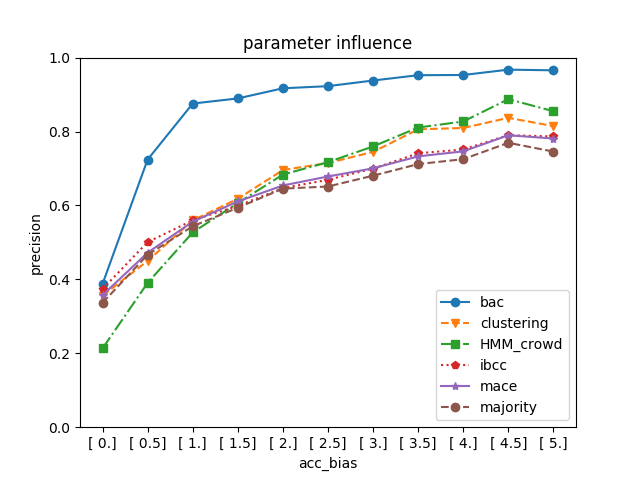 parameter influence
1.0
0.8
0.6
0.4
0.2
0.0
precision
bac
clustering
HMM_crowd
ibcc
mace
majority
[ 0.] [ 0.5] [ 1.] [ 1.5] [ 2.] [ 2.5] [ 3.] [ 3.5] [ 4.] [ 4.5] [ 5.]
acc_bias